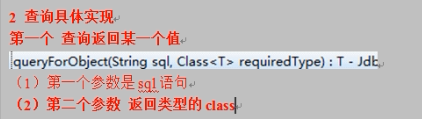 2 查询具体实现
第一个 查询返回某一个值
queryForObject(String sql, Class<T> requiredType) : T - Jdb
（1）第一个参数是sql语句
（2）第二个参数 返回类型的class